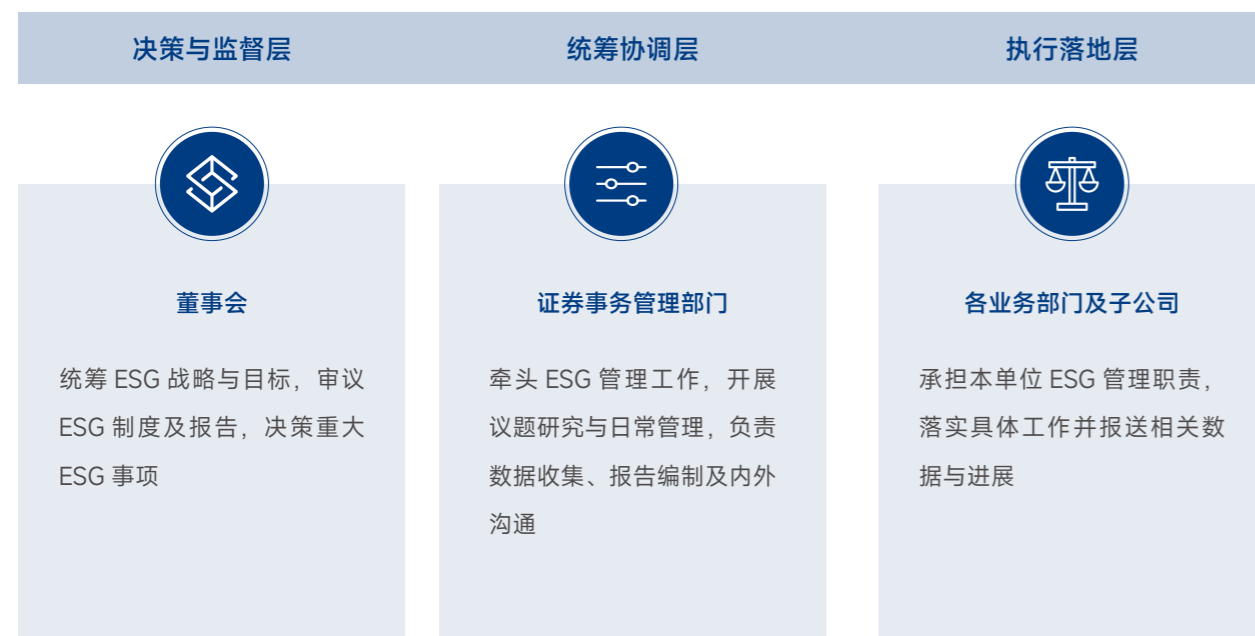 决策与监督层
统筹协调层
执行落地层
董事会
统筹 ESG 战略与目标，审议
ESG 制度及报告，决策重大
ESG 事项
证券事务管理部门
牵头 ESG 管理工作，开展
议题研究与日常管理，负责
数据收集、报告编制及内外
沟通
各业务部门及子公司
承担本单位 ESG 管理职责，
落实具体工作并报送相关数
据与进展